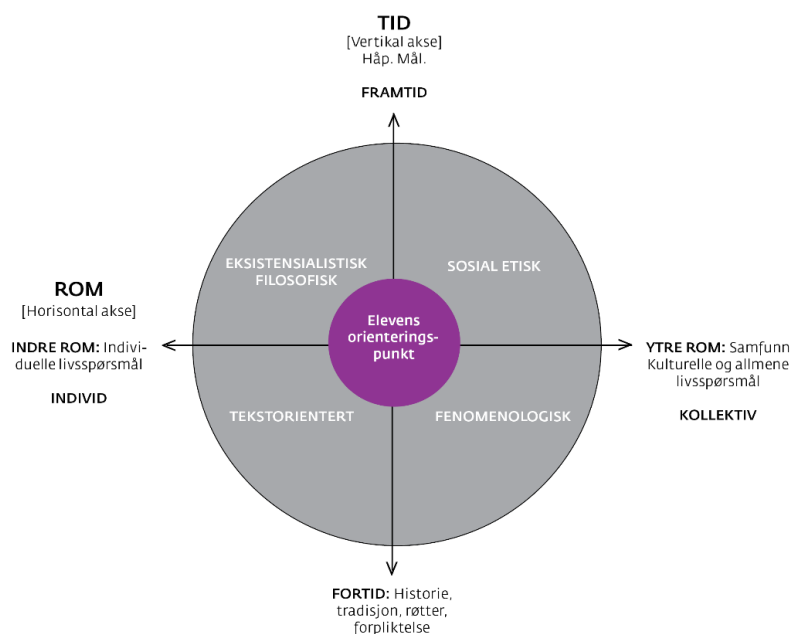 TID
[Vertikal akse]
Håp. Mål.
FRAMTID
EKSISTENSIALISTISK
FILOSOFISK
SOSIAL ETISK
ROM
[Horisontal akse]
INDRE ROM: Indivi-
duelle livsspørsmål
INDIVID
Elevens
orienterings-
punkt
YTRE ROM: Samfunn
Kulturelle og allmene
livsspørsmål
KOLLEKTIV
TEKSTORIENTERT
FENOMENOLOGISK
FORTID: Historie,
tradisjon, røtter,
forpliktelse